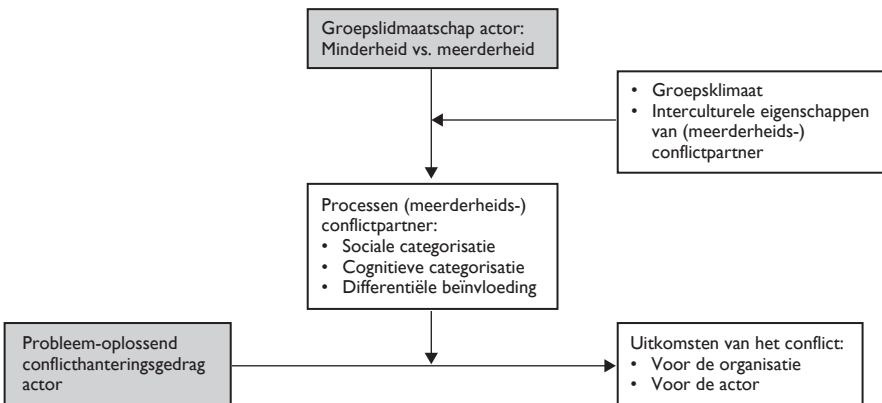 Groepslidmaatschap actor:
Minderheid vs. meerderheid
• Groepsklimaat
• Interculturele eigenschappen
van (meerderheids-)
conflictpartner
Processen (meerderheids-)
conflictpartner:
• Sociale categorisatie
• Cognitieve categorisatie
• Differentiële beïnvloeding
Probleem-oplossend
conflicthanteringsgedrag
actor
Uitkomsten van het conflict:
• Voor de organisatie
• Voor de actor